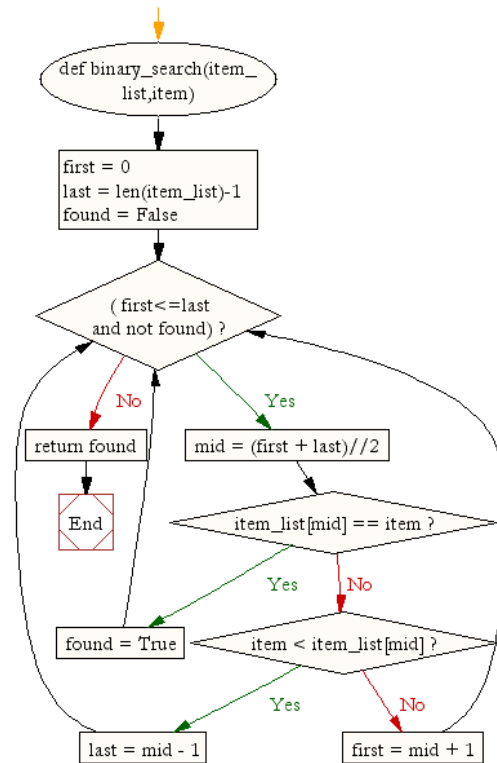 def binary_search(item_
list,item)
first = 0
last = len(item_list)-1
found = False
( first<=last
and not found) ?
No
Yes
return found
mid = (first + last)//2
End
item_list[mid] == item ?
Yes
No
found = True
item < item_list[mid] ?
Yes
No
last = mid - 1
first = mid + 1